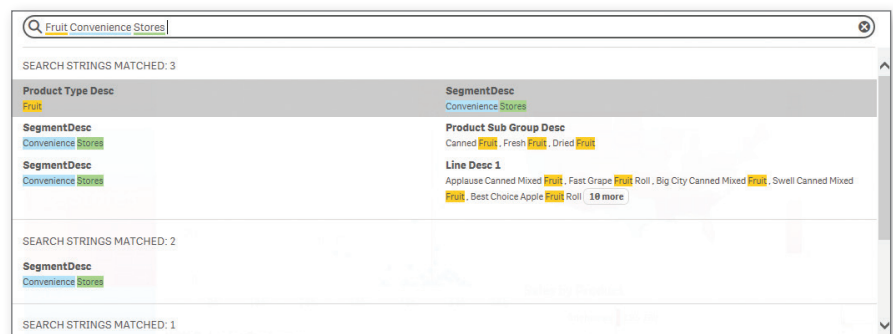 Fruit Convenience Stores
SEARCH STRINGS MATCHED: 3
Product Type Desc
Fruit
SegmentDesc
Convenience Stores
SegmentDesc
Convenience Stores
Product Sub Group Desc
Canned Fruit , Fresh Fruit , Dried Fruit
SegmentDesc
Convenience Stores
Line Desc 1
Applause Canned Mixed Fruit , Fast Grape Fruit Roll , Big City Canned Mixed Fruit , Swell Canned Mixed
Fruit , Best Choice Apple Fruit Roll 10 more
SEARCH STRINGS MATCHED: 2
SegmentDesc
Convenience Stores
SEARCH STRINGS MATCHED: 1